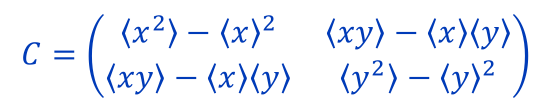 C = ( ⟨x²⟩ − ⟨x⟩² ⟨xy⟩ − ⟨x⟩⟨y⟩
⟨xy⟩ − ⟨x⟩⟨y⟩ ⟨y²⟩ − ⟨y⟩² )